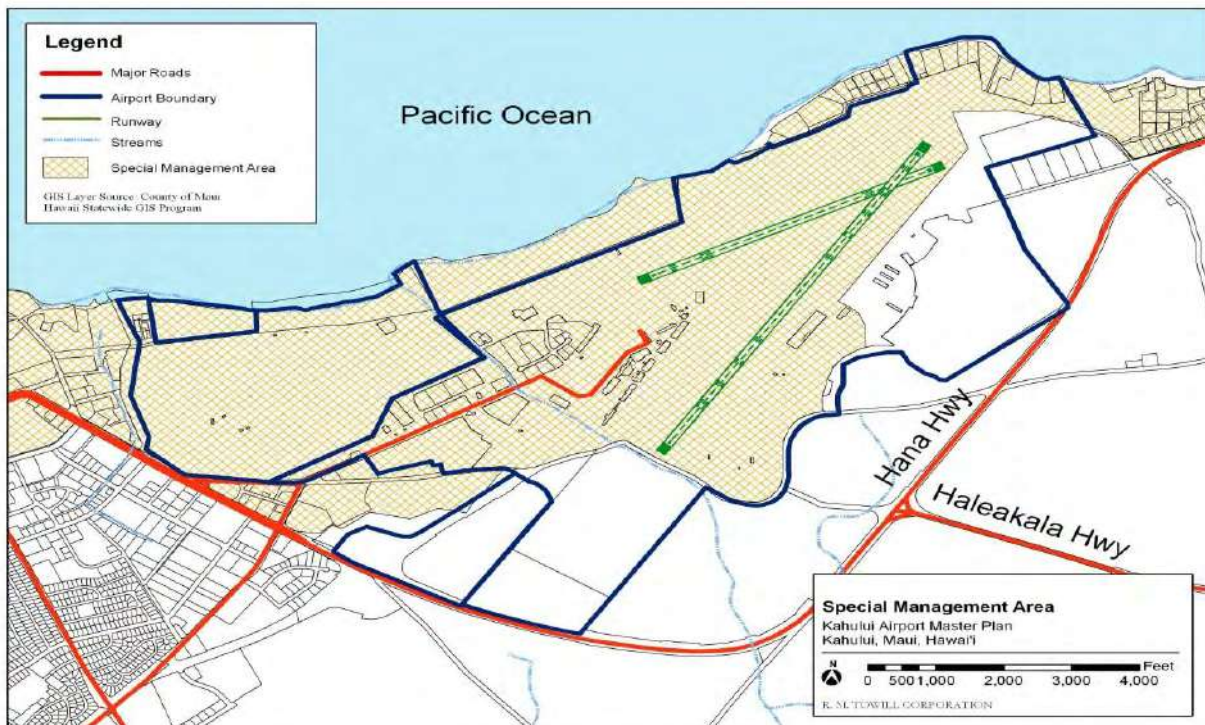 Legend
Major Roads
Airport Boundary
Runway
Streams
Special Management Area
GIS Layer Source: County of Maui
Hawaii Statewide GIS Program
Pacific Ocean
Hana Hwy
Haleakala Hwy
Special Management Area
Kahului Airport Master Plan
Kahului, Maui, Hawai'i
N
Feet
0 500 1,000 2,000 3,000 4,000
R. M. TOWILL CORPORATION